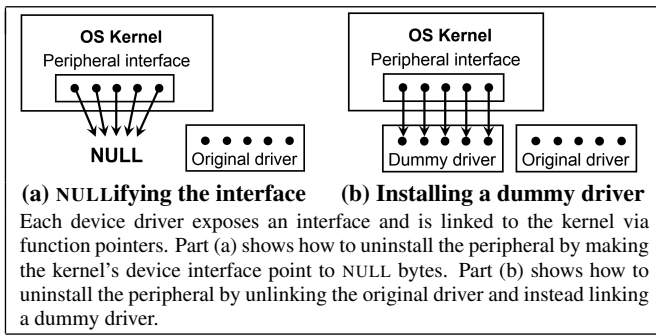 OS Kernel
Peripheral interface
NULL
Original driver
(a) NULLifying the interface
OS Kernel
Peripheral interface
Dummy driver
Original driver
(b) Installing a dummy driver
Each device driver exposes an interface and is linked to the kernel via
function pointers. Part (a) shows how to uninstall the peripheral by making
the kernel's device interface point to NULL bytes. Part (b) shows how to
uninstall the peripheral by unlinking the original driver and instead linking
a dummy driver.